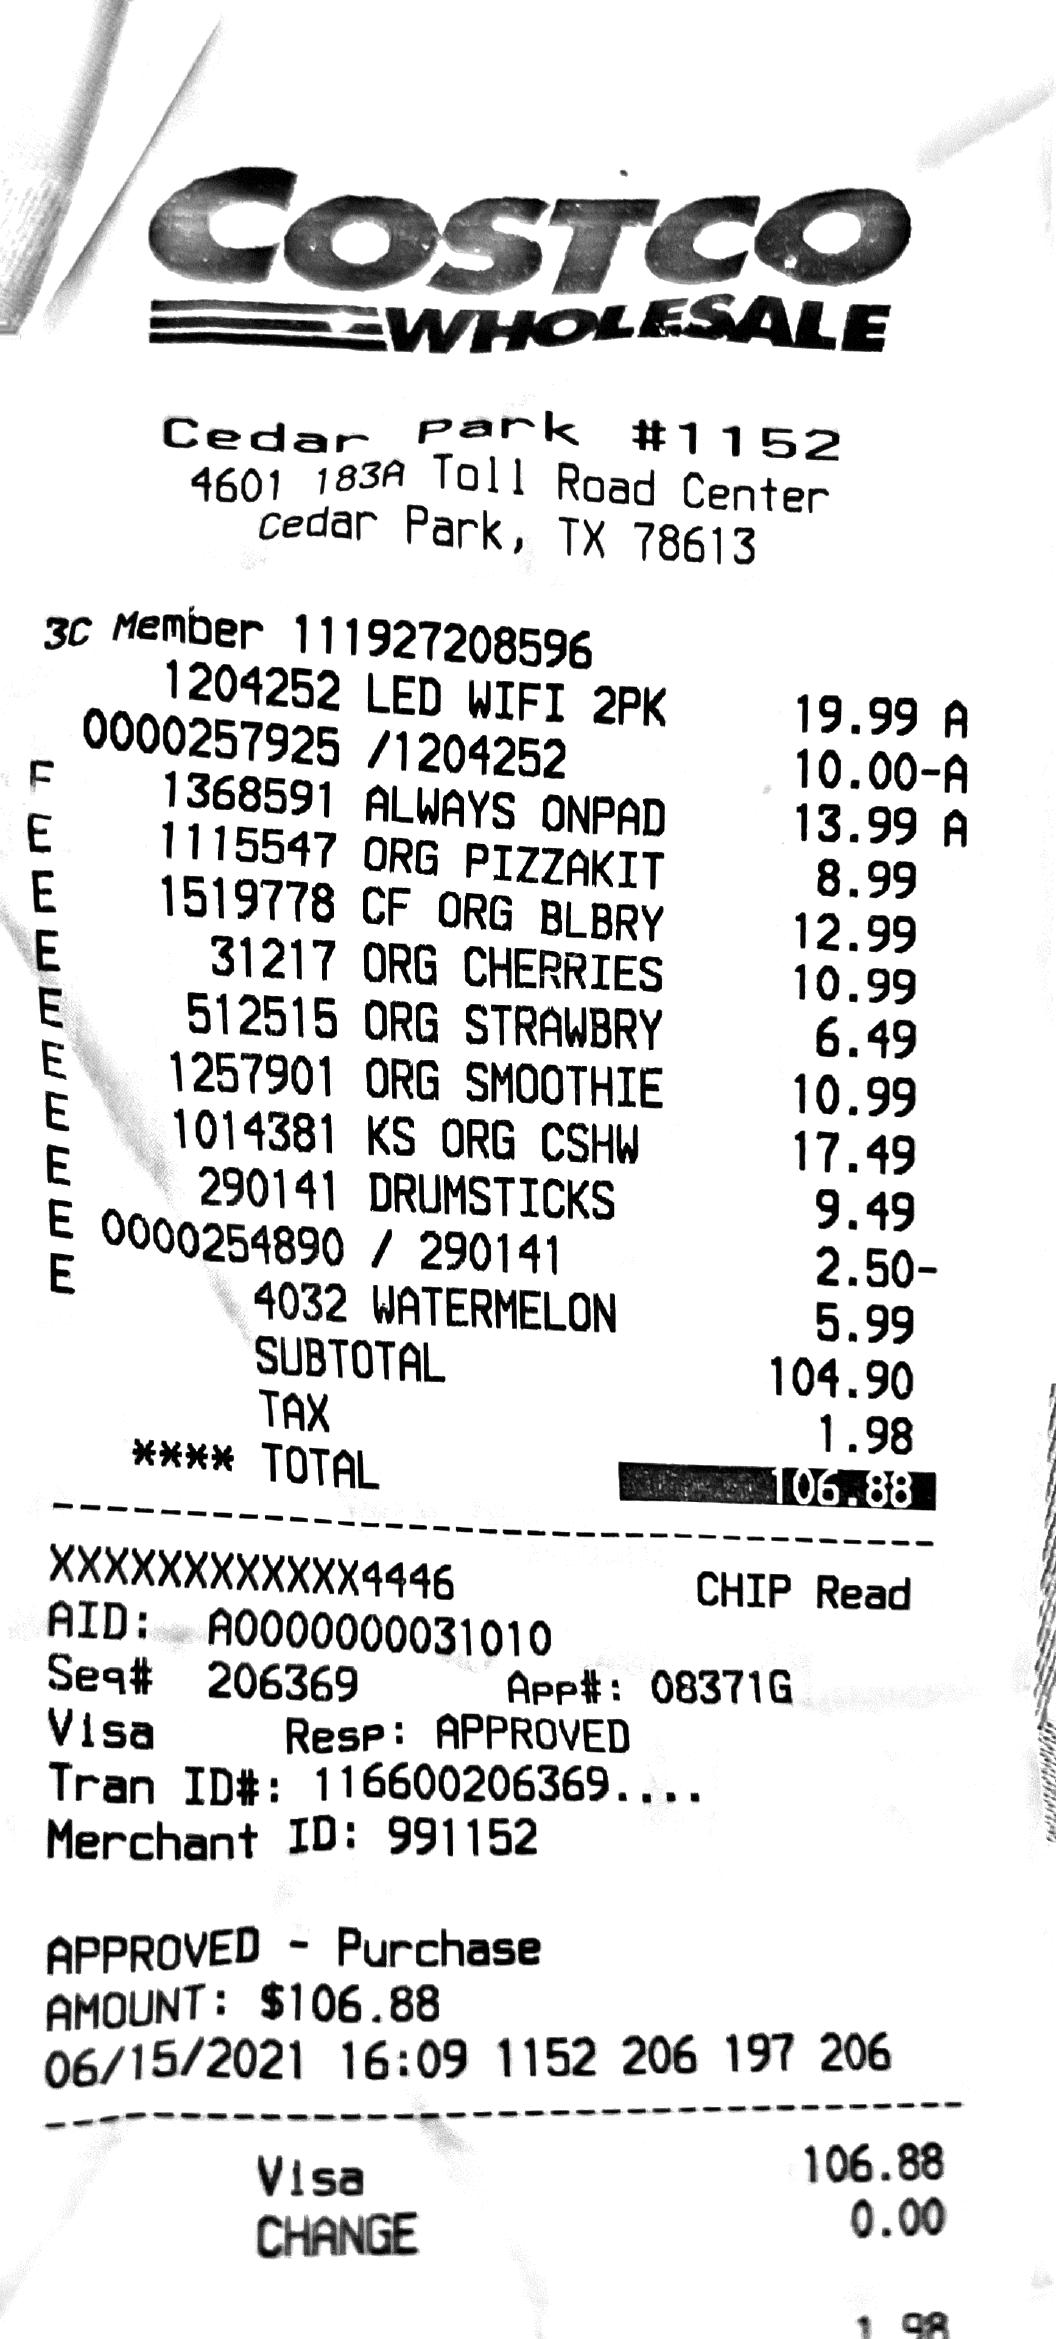 COSTCO
WHOLESALE
Cedar Park #1152
4601 183A Toll Road Center
Cedar Park, TX 78613
3C Member 111927208596
1204252 LED WIFI 2PK 19.99 A
0000257925 /1204252 10.00-A
F 1368591 ALWAYS ONPAD 13.99 A
E 1115547 ORG PIZZAKIT 8.99
E 1519778 CF ORG BLBRY 12.99
E 31217 ORG CHERRIES 10.99
E 512515 ORG STRAWBRY 6.49
E 1257901 ORG SMOOTHIE 10.99
E 1014381 KS ORG CSHW 17.49
E 290141 DRUMSTICKS 9.49
E 0000254890 / 290141 2.50-
E 4032 WATERMELON 5.99
SUBTOTAL 104.90
TAX 1.98
**** TOTAL 106.88
XXXXXXXXXXXX4446 CHIP Read
AID: A0000000031010
Seq# 206369 App#: 08371G
Visa Resp: APPROVED
Tran ID#: 116600206369....
Merchant ID: 991152
APPROVED - Purchase
AMOUNT: $106.88
06/15/2021 16:09 1152 206 197 206
Visa 106.88
CHANGE 0.00
1.98